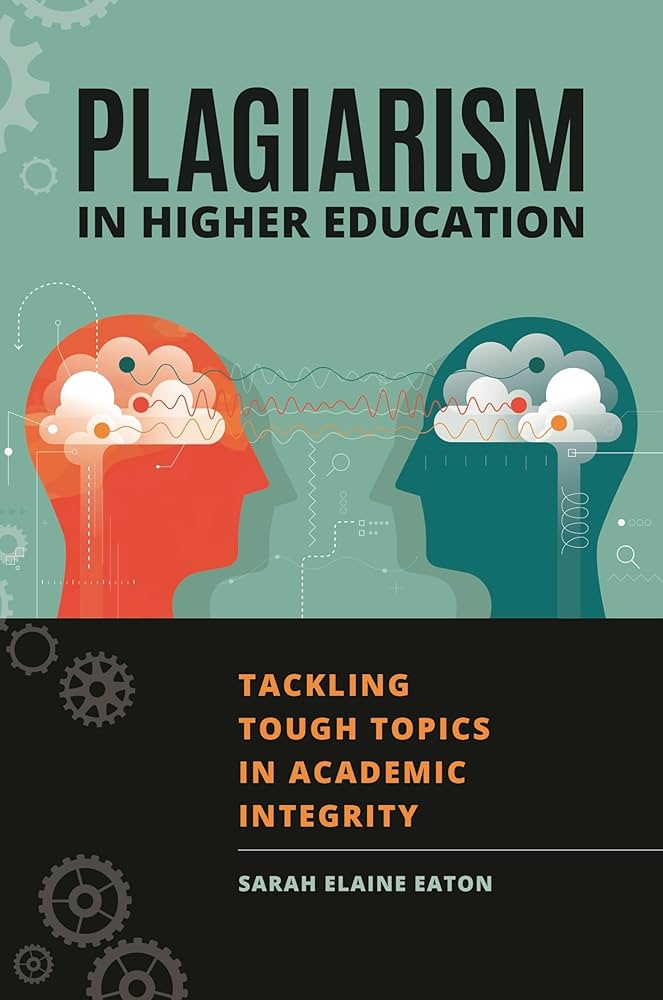 PLAGIARISM
IN HIGHER EDUCATION
TACKLING
TOUGH TOPICS
IN ACADEMIC
INTEGRITY
SARAH ELAINE EATON